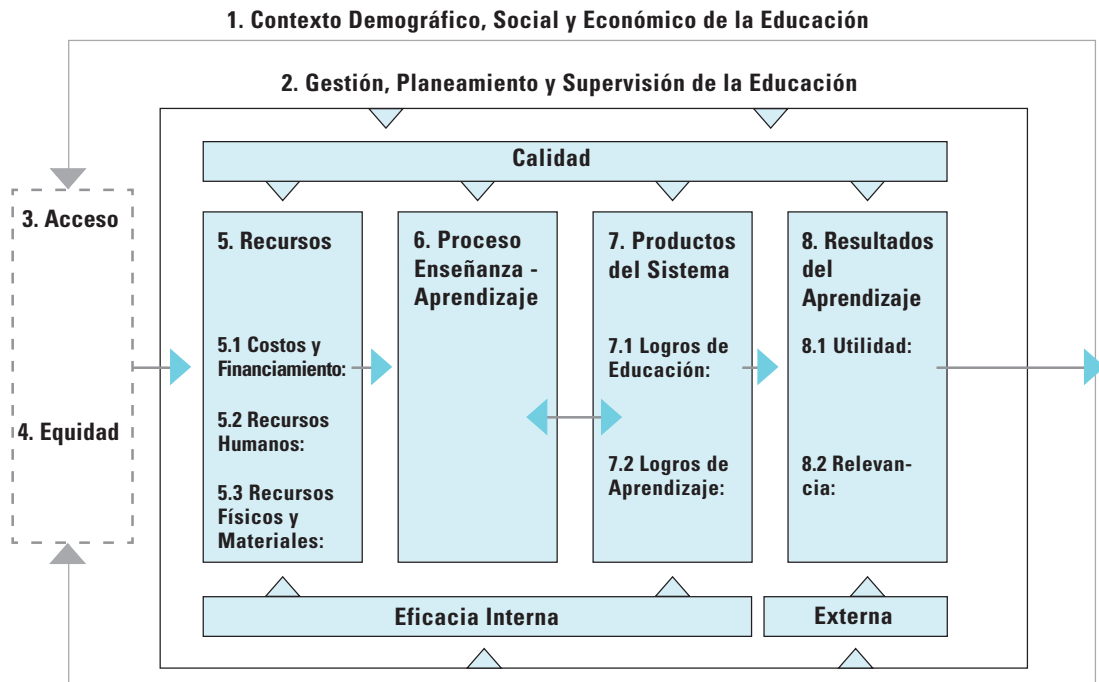 1. Contexto Demográfico, Social y Económico de la Educación
2. Gestión, Planeamiento y Supervisión de la Educación
Calidad
3. Acceso
4. Equidad
5. Recursos
5.1 Costos y
Financiamiento:
5.2 Recursos
Humanos:
5.3 Recursos
Físicos y
Materiales:
6. Proceso
Enseñanza -
Aprendizaje
7. Productos
del Sistema
7.1 Logros de
Educación:
7.2 Logros de
Aprendizaje:
8. Resultados
del
Aprendizaje
8.1 Utilidad:
8.2 Relevan-
cia:
Eficacia Interna
Externa